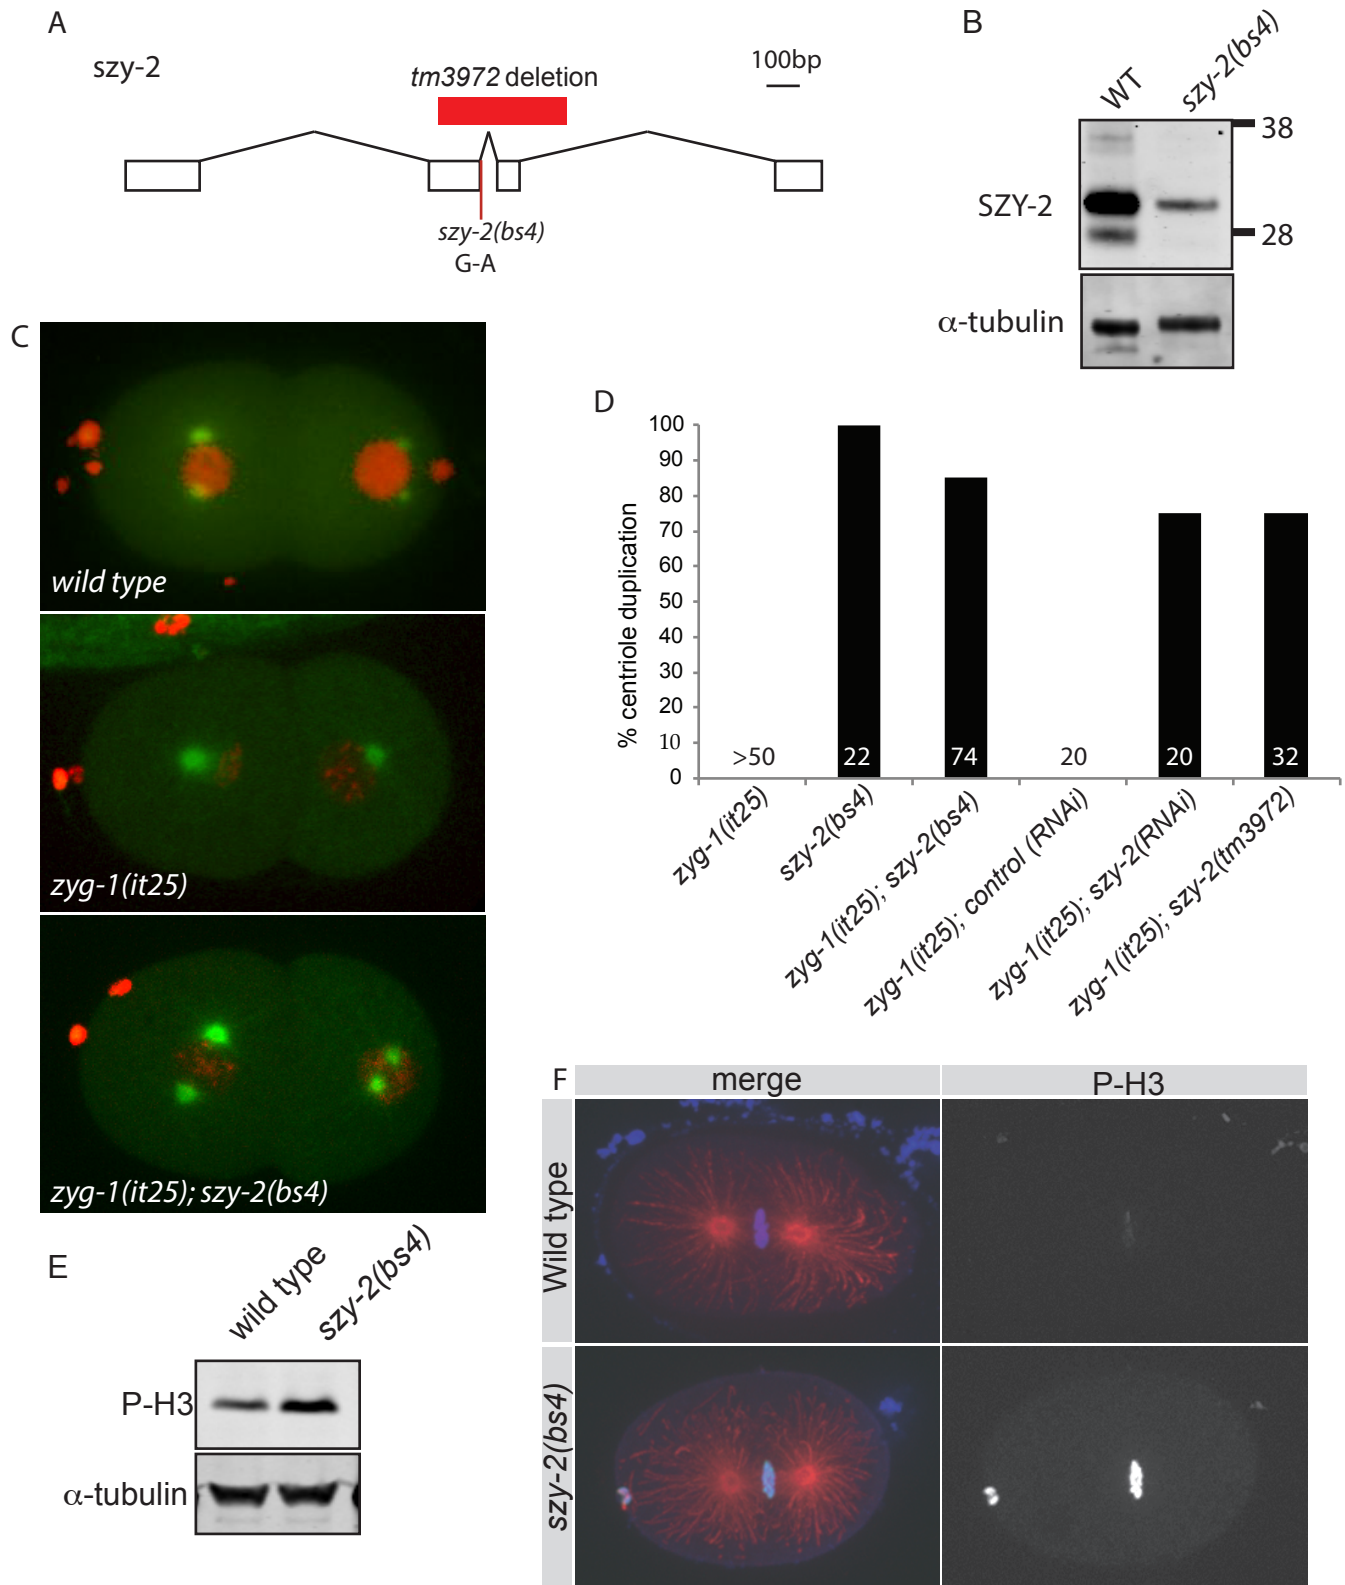 A
szy-2
tm3972 deletion
100bp
szy-2(bs4)
G-A
B
WT
szy-2(bs4)
38
SZY-2
28
α-tubulin
C
wild type
zyg-1(it25)
zyg-1(it25); szy-2(bs4)
D
% centriole duplication
100
90
80
70
60
50
40
30
20
10
0
>50
22
74
20
20
32
zyg-1(it25)
szy-2(bs4)
zyg-1(it25); szy-2(bs4)
zyg-1(it25); control (RNAi)
zyg-1(it25); szy-2(RNAi)
zyg-1(it25); szy-2(tm3972)
E
wild type
szy-2(bs4)
P-H3
α-tubulin
F
merge
P-H3
Wild type
szy-2(bs4)